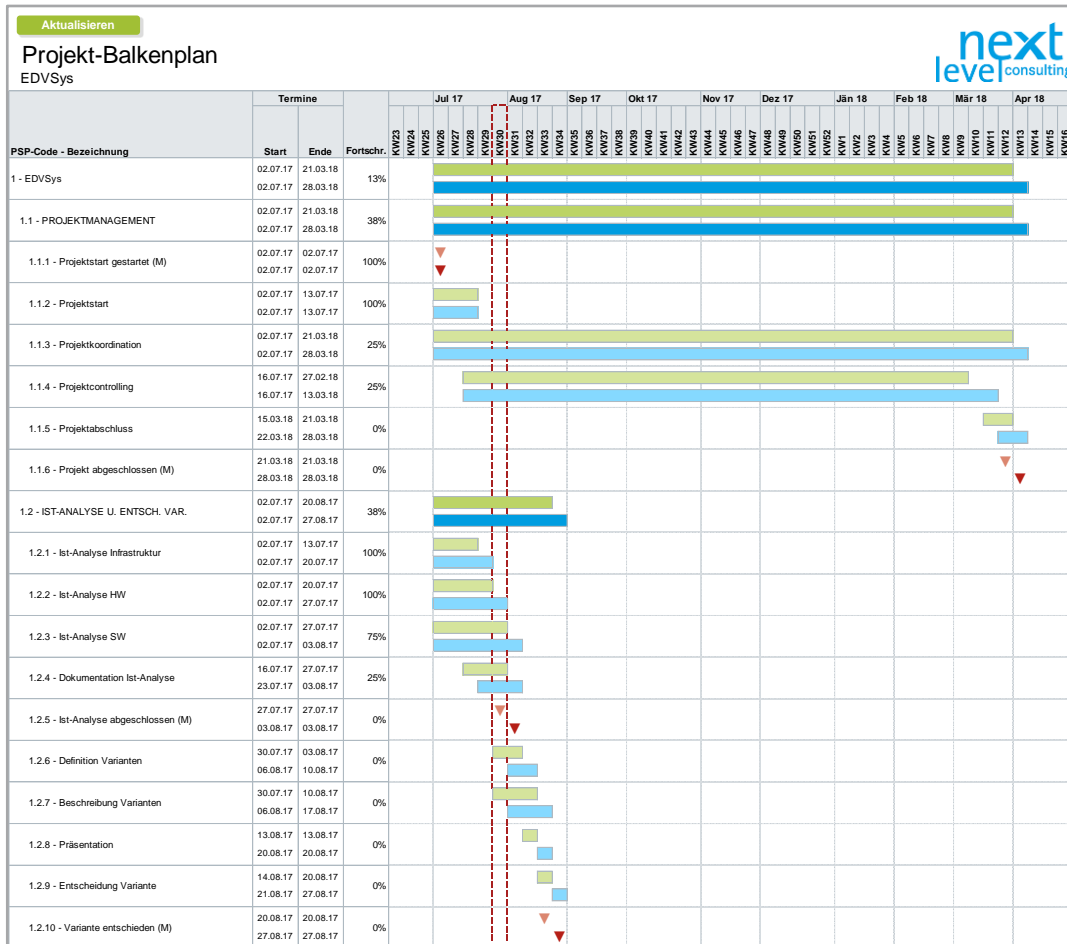 Aktualisieren
Projekt-Balkenplan
EDVSys
next
level consulting
Termine
Jul 17 Aug 17 Sep 17 Okt 17 Nov 17 Dez 17 Jän 18 Feb 18 Mär 18 Apr 18
PSP-Code - Bezeichnung Start Ende Fortschr. KW23 KW24 KW25 KW26 KW27 KW28 KW29 KW30 KW31 KW32 KW33 KW34 KW35 KW36 KW37 KW38 KW39 KW40 KW41 KW42 KW43 KW44 KW45 KW46 KW47 KW48 KW49 KW50 KW51 KW52 KW1 KW2 KW3 KW4 KW5 KW6 KW7 KW8 KW9 KW10 KW11 KW12 KW13 KW14 KW15 KW16
02.07.17 21.03.18
1 - EDVSys 13%
02.07.17 28.03.18
02.07.17 21.03.18
1.1 - PROJEKTMANAGEMENT 38%
02.07.17 28.03.18
02.07.17 02.07.17
1.1.1 - Projektstart gestartet (M) 100%
02.07.17 02.07.17
02.07.17 13.07.17
1.1.2 - Projektstart 100%
02.07.17 13.07.17
02.07.17 21.03.18
1.1.3 - Projektkoordination 25%
02.07.17 28.03.18
16.07.17 27.02.18
1.1.4 - Projektcontrolling 25%
16.07.17 13.03.18
15.03.18 21.03.18
1.1.5 - Projektabschluss 0%
22.03.18 28.03.18
21.03.18 21.03.18
1.1.6 - Projekt abgeschlossen (M) 0%
28.03.18 28.03.18
02.07.17 20.08.17
1.2 - IST-ANALYSE U. ENTSCH. VAR. 38%
02.07.17 27.08.17
02.07.17 13.07.17
1.2.1 - Ist-Analyse Infrastruktur 100%
02.07.17 20.07.17
02.07.17 20.07.17
1.2.2 - Ist-Analyse HW 100%
02.07.17 27.07.17
02.07.17 27.07.17
1.2.3 - Ist-Analyse SW 75%
02.07.17 03.08.17
16.07.17 27.07.17
1.2.4 - Dokumentation Ist-Analyse 25%
23.07.17 03.08.17
27.07.17 27.07.17
1.2.5 - Ist-Analyse abgeschlossen (M) 0%
03.08.17 03.08.17
30.07.17 03.08.17
1.2.6 - Definition Varianten 0%
06.08.17 10.08.17
30.07.17 10.08.17
1.2.7 - Beschreibung Varianten 0%
06.08.17 17.08.17
13.08.17 13.08.17
1.2.8 - Präsentation 0%
20.08.17 20.08.17
14.08.17 20.08.17
1.2.9 - Entscheidung Variante 0%
21.08.17 27.08.17
20.08.17 20.08.17
1.2.10 - Variante entschieden (M) 0%
27.08.17 27.08.17